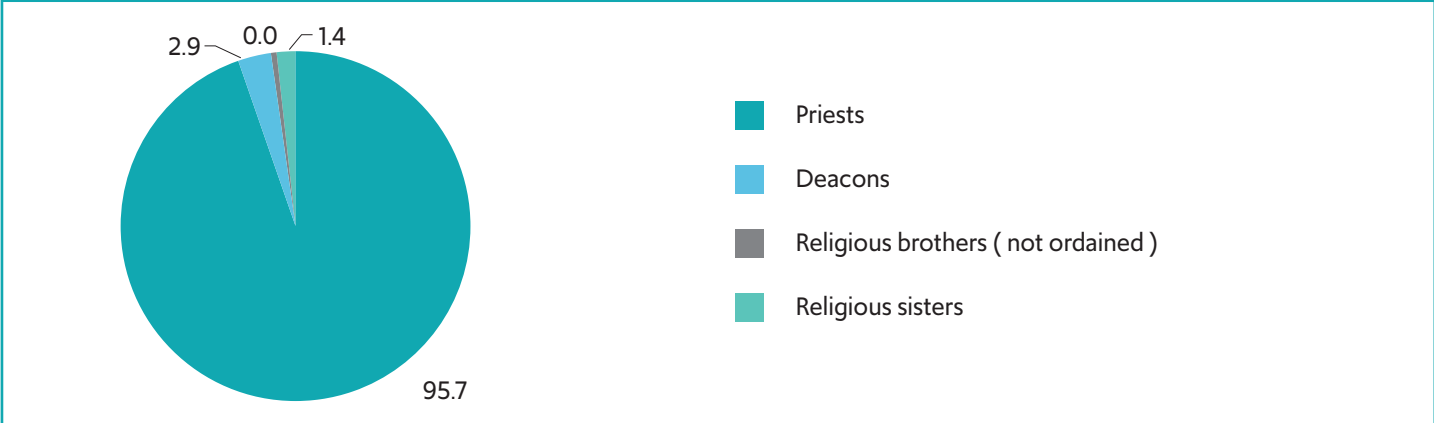 0.0
1.4
2.9
95.7
Priests
Deacons
Religious brothers ( not ordained )
Religious sisters